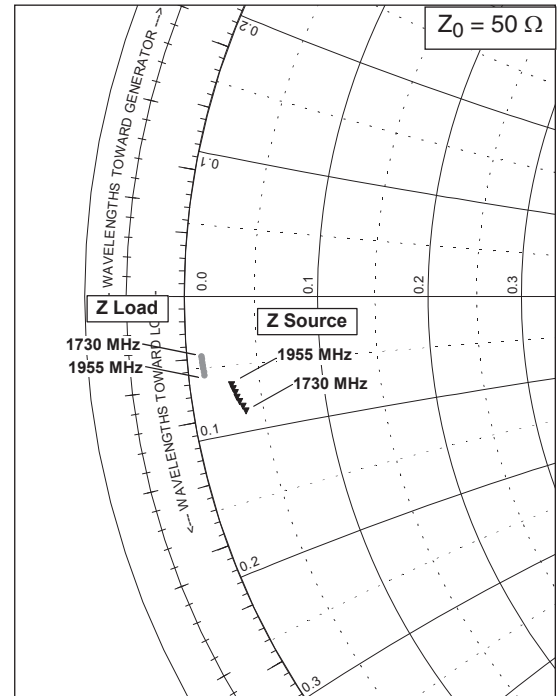 Z0 = 50 Ω
0.2
WAVELENGTHS TOWARD GENERATOR --->
0.1
0.0
0.1
0.2
0.3
Z Load
Z Source
1730 MHz
1955 MHz
1955 MHz
1730 MHz
0.1
<--- WAVELENGTHS TOWARD LO
0.2
0.3